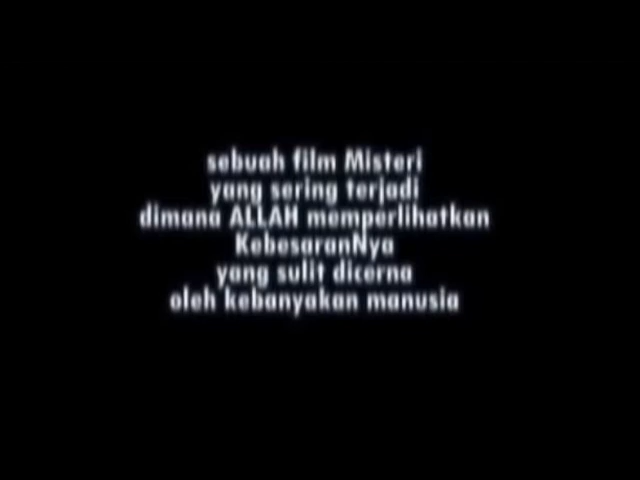 sebuah film Misteri
yang sering terjadi
dimana ALLAH memperlihatkan
KebesaranNya
yang sulit dicerna
oleh kebanyakan manusia